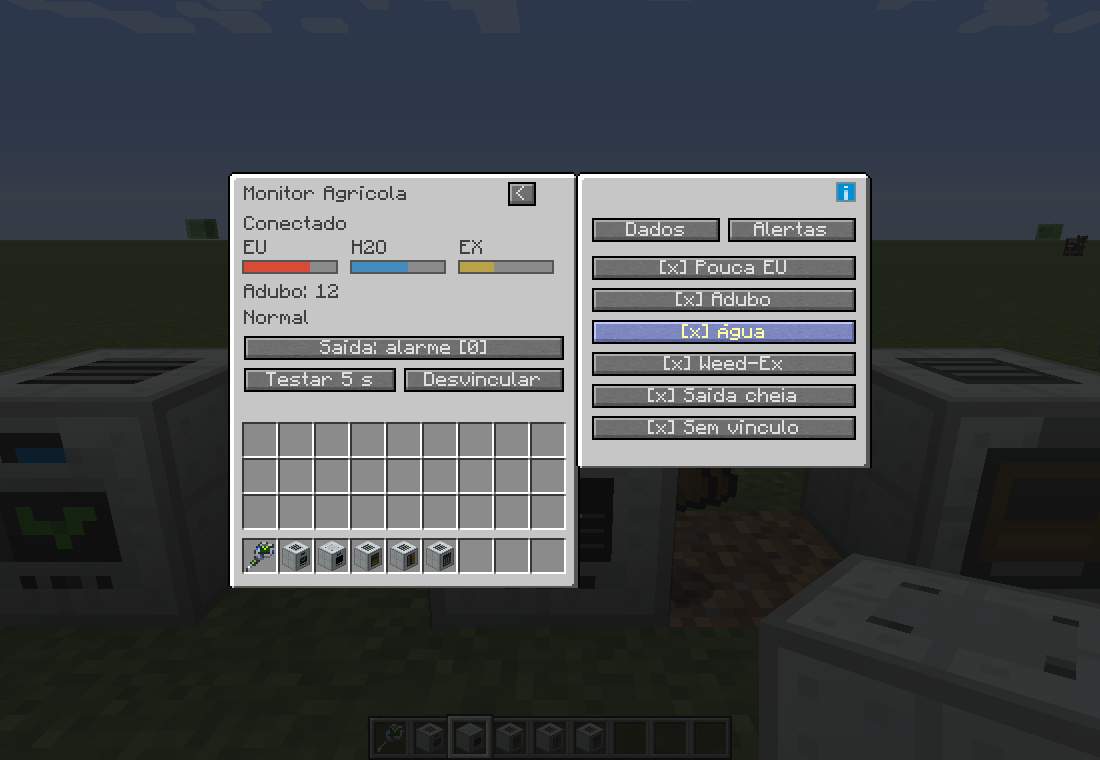 Monitor Agrícola
<
Conectado
EU H2O EX
Adubo: 12
Normal
Saída: alarme [0]
Testar 5 s Desvincular
i
Dados Alertas
[x] Pouca EU
[x] Adubo
[x] Água
[x] Weed-Ex
[x] Saída cheia
[x] Sem vínculo